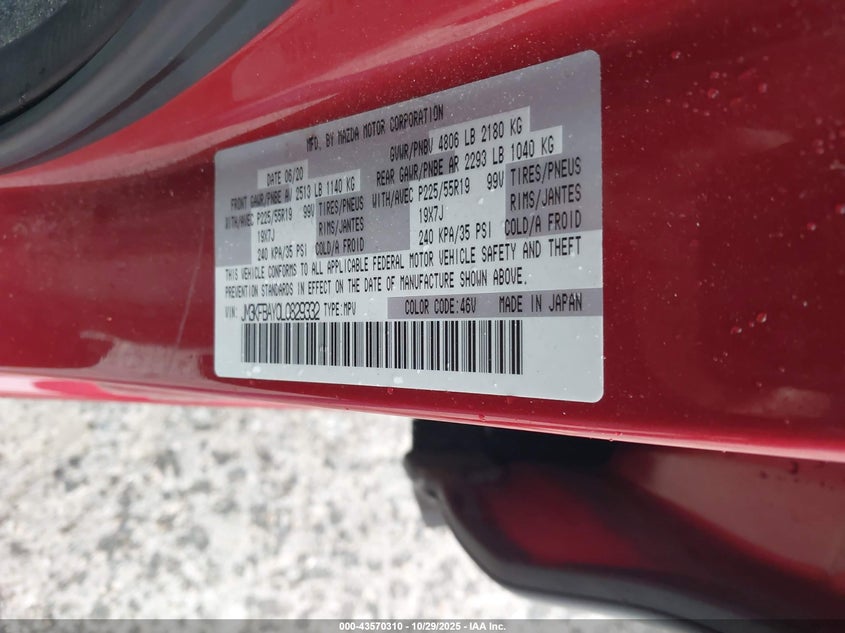 MFD. BY MAZDA MOTOR CORPORATION
DATE 06/20 GVWR/PNBV 4806 LB 2180 KG
FRONT GAWR/PNBE AV 2513 LB 1140 KG REAR GAWR/PNBE AR 2293 LB 1040 KG
WITH/AVEC P225/55R19 99V TIRES/PNEUS WITH/AVEC P225/55R19 99V TIRES/PNEUS
19X7J RIMS/JANTES 19X7J RIMS/JANTES
240 KPA/35 PSI COLD/A FROID 240 KPA/35 PSI COLD/A FROID
THIS VEHICLE CONFORMS TO ALL APPLICABLE FEDERAL MOTOR VEHICLE SAFETY AND THEFT
PREVENTION STANDARDS IN EFFECT ON THE DATE OF MANUFACTURE SHOWN ABOVE.
VIN: JM3KFBAY0L0829332 TYPE:MPV COLOR CODE:46V MADE IN JAPAN
000-43570310 | 10/29/2025 | IAA Inc.